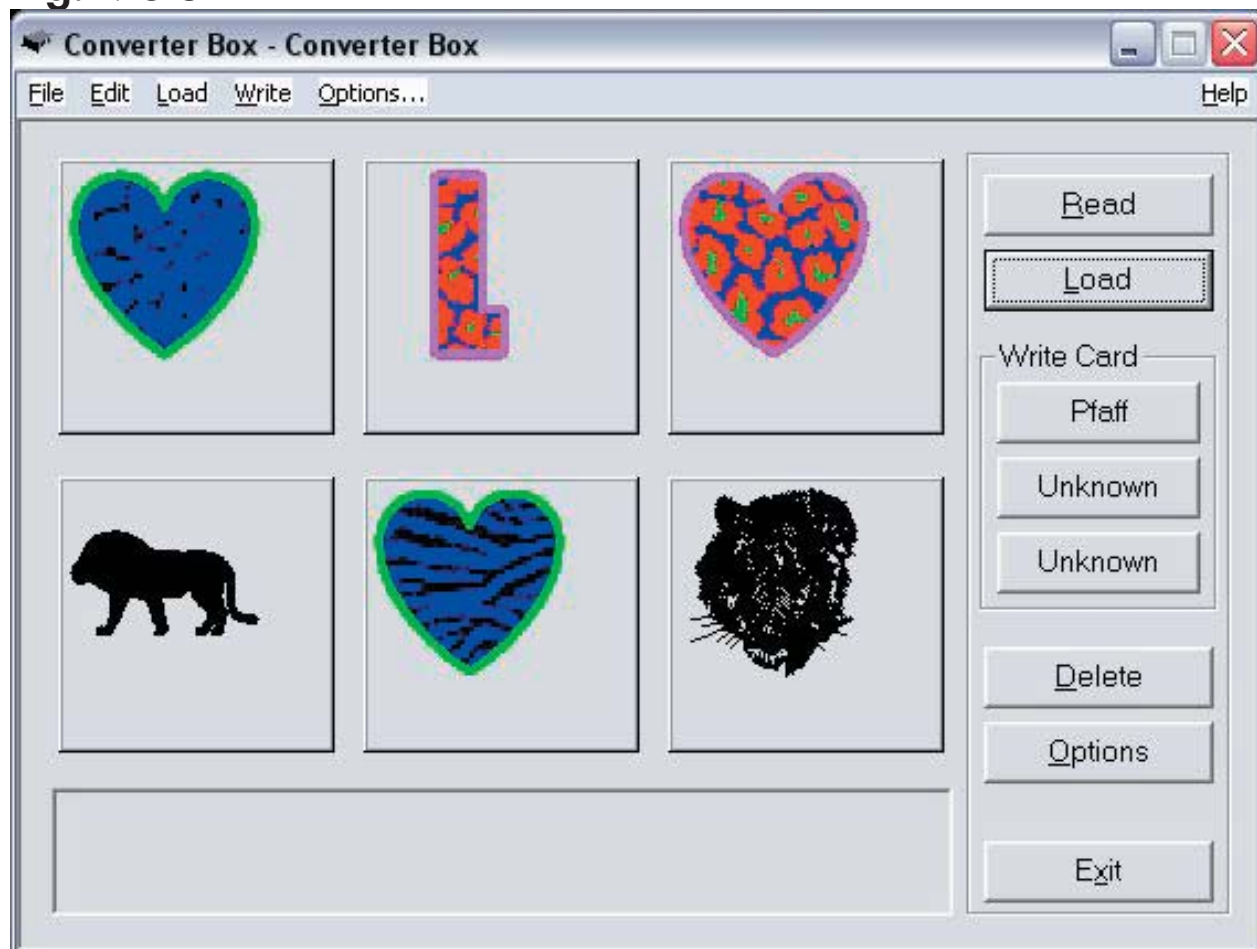 Converter Box - Converter Box
File Edit Load Write Options... Help
L
Read
Load
Write Card
Pfaff
Unknown
Unknown
Delete
Options
Exit